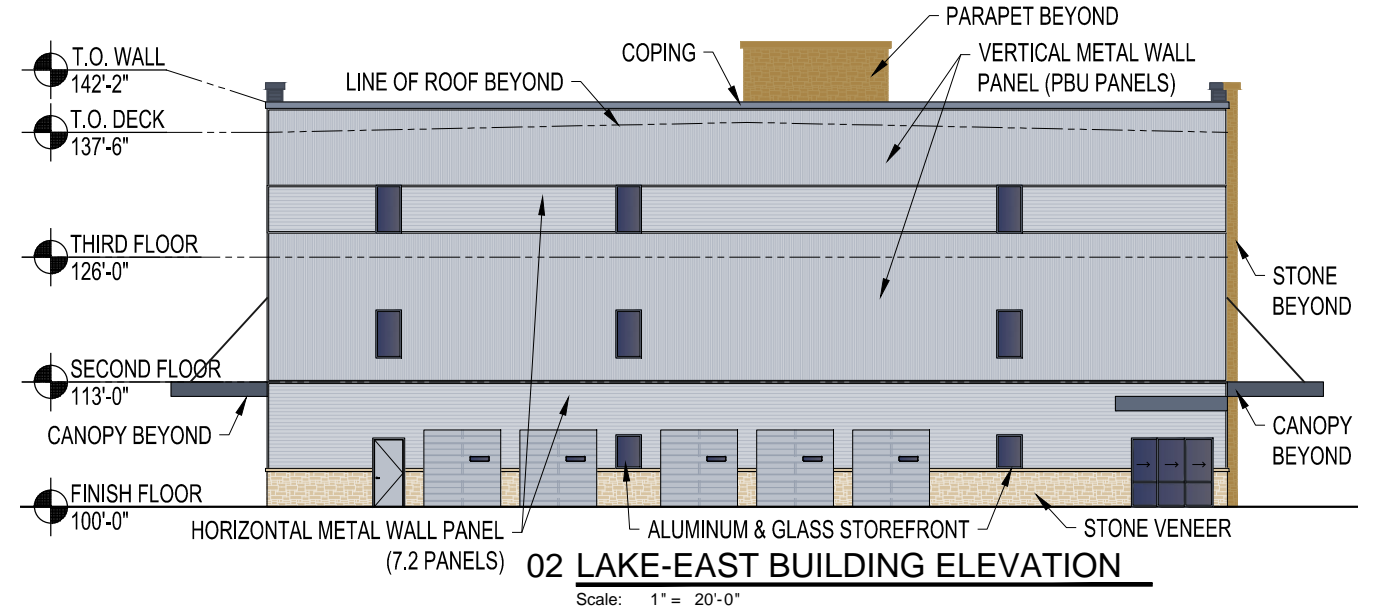 PARAPET BEYOND
COPING
VERTICAL METAL WALL
PANEL (PBU PANELS)
T.O. WALL
142'-2"
LINE OF ROOF BEYOND
T.O. DECK
137'-6"
THIRD FLOOR
126'-0"
STONE
BEYOND
SECOND FLOOR
113'-0"
CANOPY BEYOND
CANOPY
BEYOND
FINISH FLOOR
100'-0"
HORIZONTAL METAL WALL PANEL
(7.2 PANELS)
ALUMINUM & GLASS STOREFRONT
STONE VENEER
02 LAKE-EAST BUILDING ELEVATION
Scale: 1" = 20'-0"